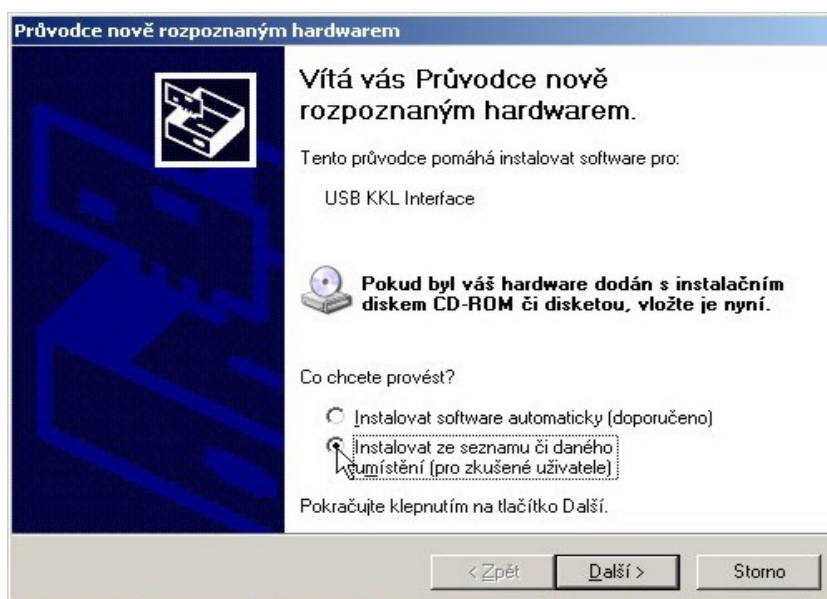 Průvodce nově rozpoznaným hardwarem
Vítá vás Průvodce nově
rozpoznaným hardwarem.
Tento průvodce pomáhá instalovat software pro:
USB KKL Interface
Pokud byl váš hardware dodán s instalačním
diskem CD-ROM či disketou, vložte je nyní.
Co chcete provést?
Instalovat software automaticky (doporučeno)
Instalovat ze seznamu či daného
umístění (pro zkušené uživatele)
Pokračujte klepnutím na tlačítko Další.
< Zpět
Další >
Storno